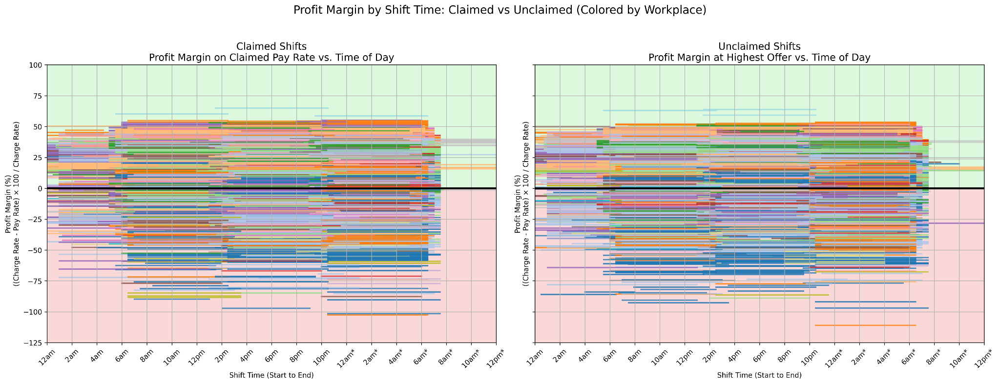 Profit Margin by Shift Time: Claimed vs Unclaimed (Colored by Workplace)
Claimed Shifts
Profit Margin on Claimed Pay Rate vs. Time of Day
Profit Margin (%)
((Charge Rate - Pay Rate) × 100 / Charge Rate)
100
75
50
25
0
−25
−50
−75
−100
−125
12am
2am
4am
6am
8am
10am
12pm
2pm
4pm
6pm
8pm
10pm
12am*
2am*
4am*
6am*
8am*
10am*
12pm*
Shift Time (Start to End)
Unclaimed Shifts
Profit Margin at Highest Offer vs. Time of Day
Profit Margin (%)
((Charge Rate - Pay Rate) × 100 / Charge Rate)
12am
2am
4am
6am
8am
10am
12pm
2pm
4pm
6pm
8pm
10pm
12am*
2am*
4am*
6am*
8am*
10am*
12pm*
Shift Time (Start to End)